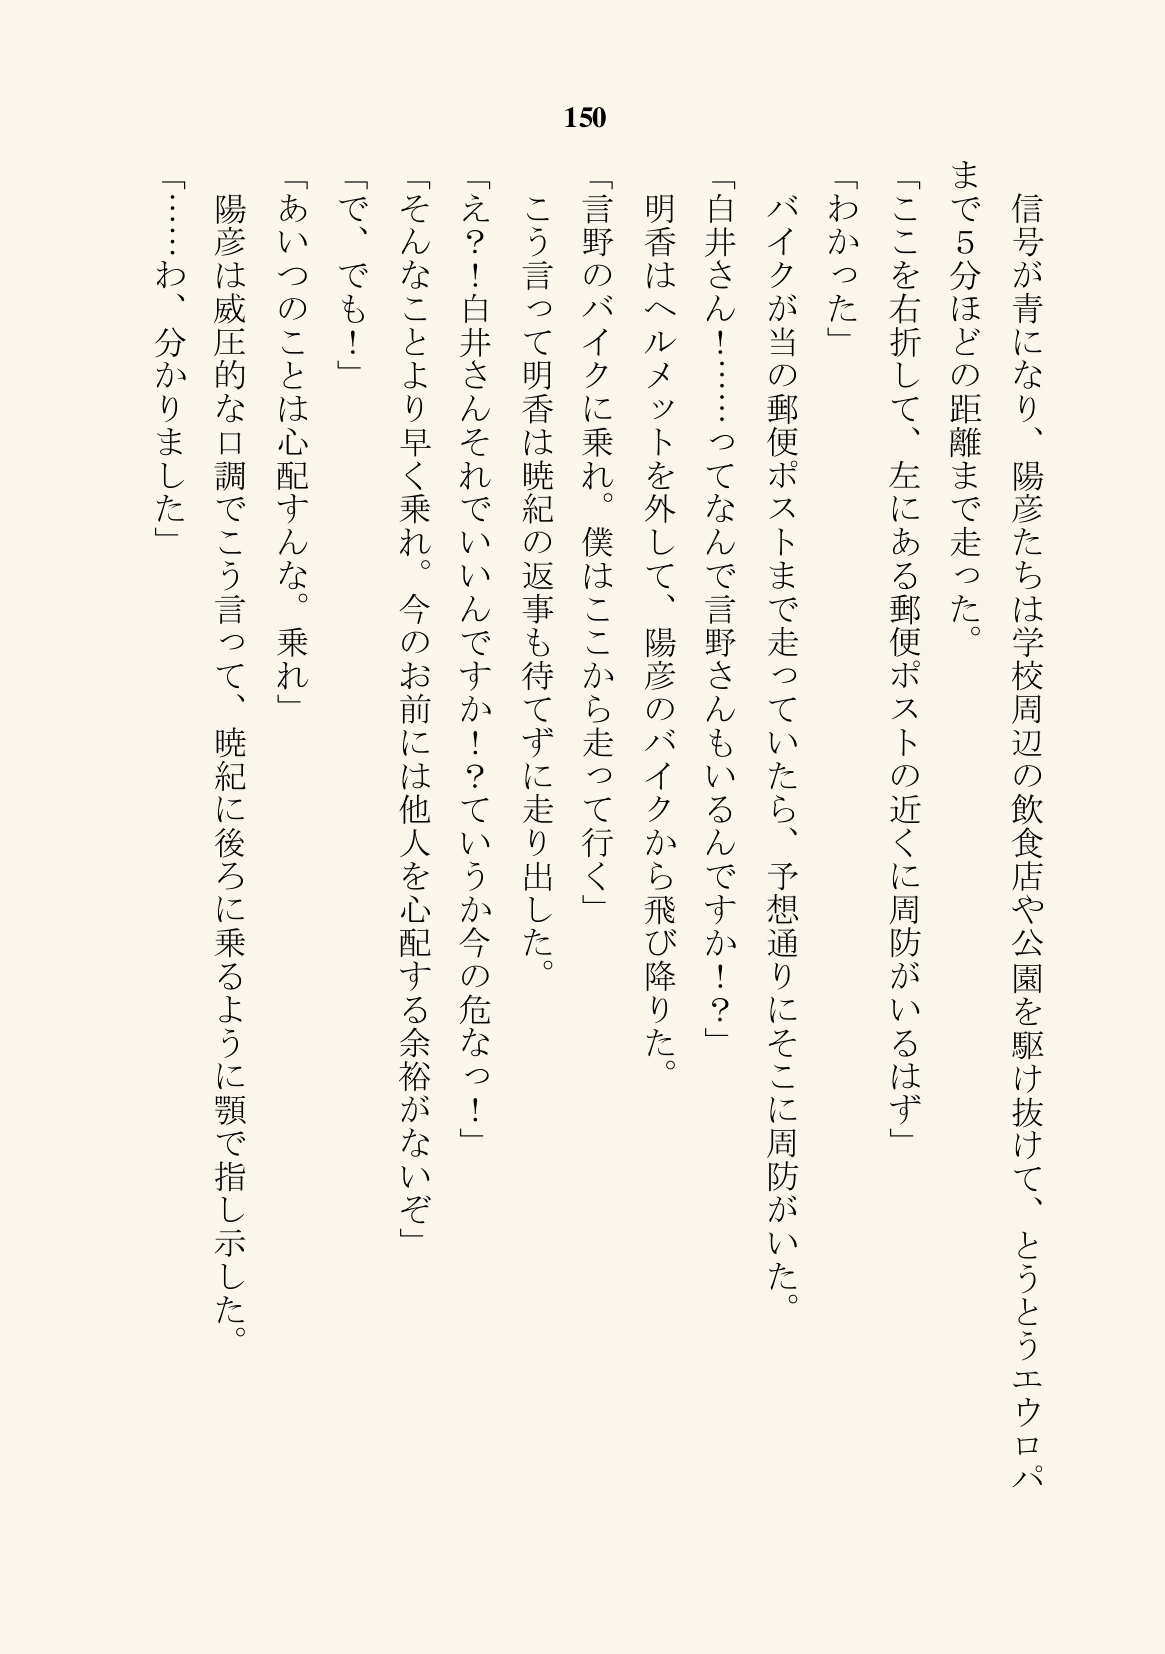 150
信号が青になり、陽彦たちは学校周辺の飲食店や公園を駆け抜けて、とうとうエウロパ
まで５分ほどの距離まで走った。
「ここを右折して、左にある郵便ポストの近くに周防がいるはず」
「わかった」
バイクが当の郵便ポストまで走っていたら、予想通りにそこに周防がいた。
「白井さん！……ってなんで言野さんもいるんですか！？」
明香はヘルメットを外して、陽彦のバイクから飛び降りた。
「言野のバイクに乗れ。僕はここから走って行く」
こう言って明香は暁紀の返事も待てずに走り出した。
「え？！白井さんそれでいいんですか！？ていうか今の危なっ！」
「そんなことより早く乗れ。今のお前には他人を心配する余裕がないぞ」
「で、でも！」
「あいつのことは心配すんな。乗れ」
陽彦は威圧的な口調でこう言って、暁紀に後ろに乗るように顎で指し示した。
「……わ、分かりました」